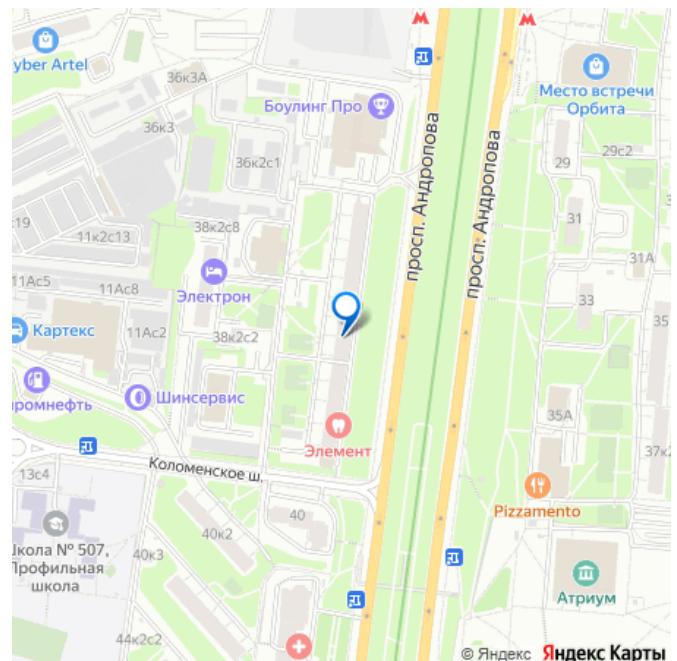 Cyber Artel
36к3А
Боулинг Про
36к3
36к2с1
Место встречи
Орбита
29
29с2
31
31А
33
35
с19
11к2с13
38к2с8
Электрон
11Ас5
11Ас8
Картекс
11Ас2
38к2с2
просп. Андропова
просп. Андропова
промнефть
Шинсервис
Элемент
35А
37к2
Коломенское ш.
13с4
40
40к2
Pizzamento
Школа № 507,
Профильная
школа
40к3
44к2с2
Атриум
© Яндекс Яндекс Карты